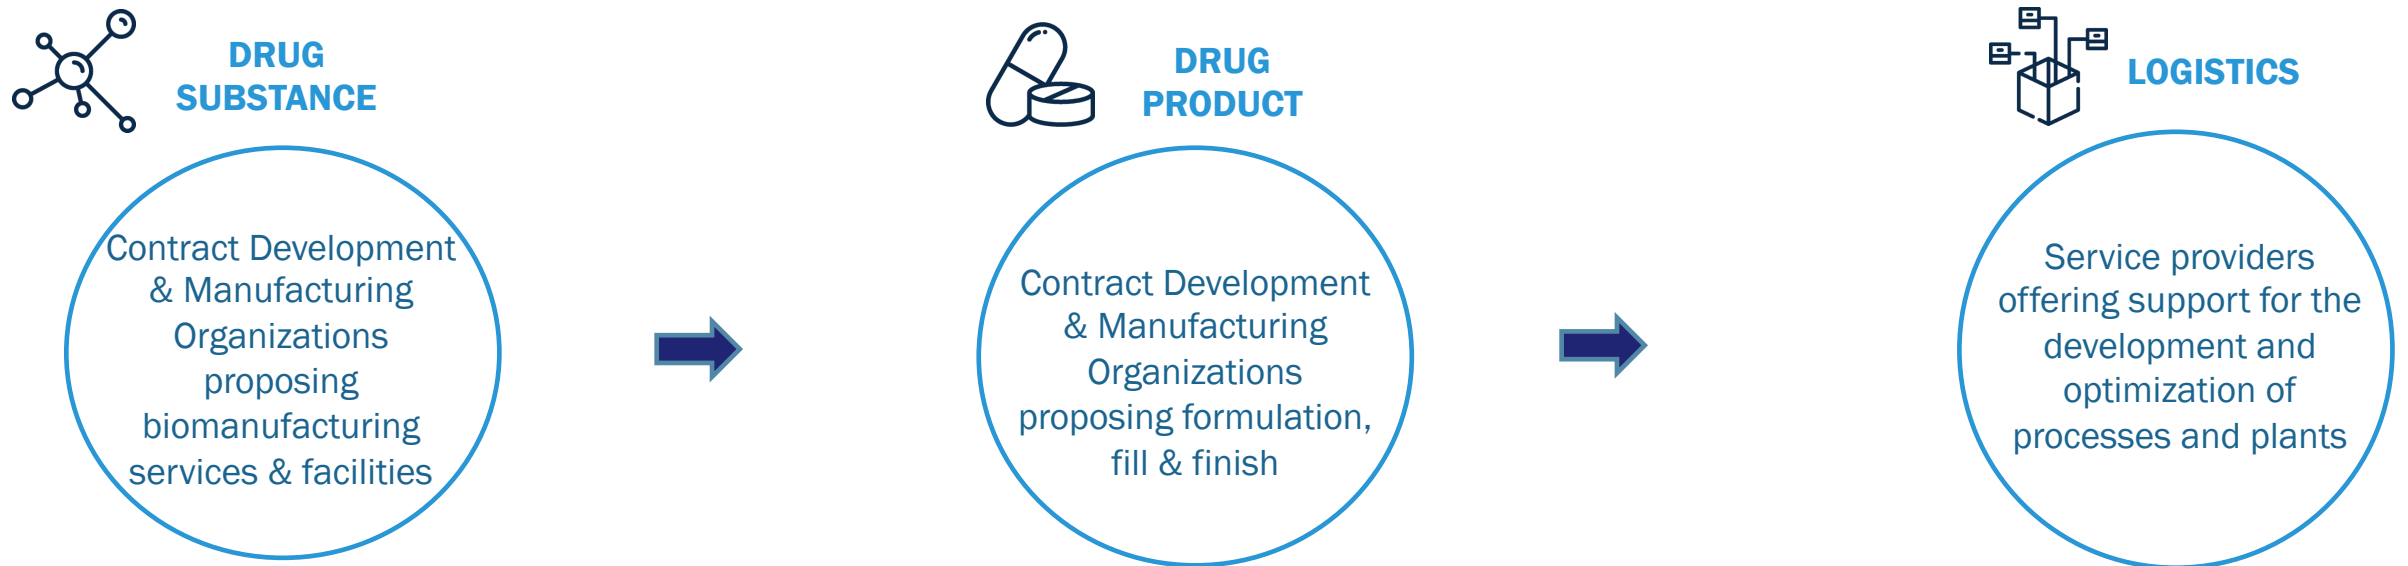 DRUG
SUBSTANCE
Contract Development
& Manufacturing
Organizations
proposing
biomanufacturing
services & facilities
DRUG
PRODUCT
Contract Development
& Manufacturing
Organizations
proposing formulation,
fill & finish
LOGISTICS
Service providers
offering support for the
development and
optimization of
processes and plants